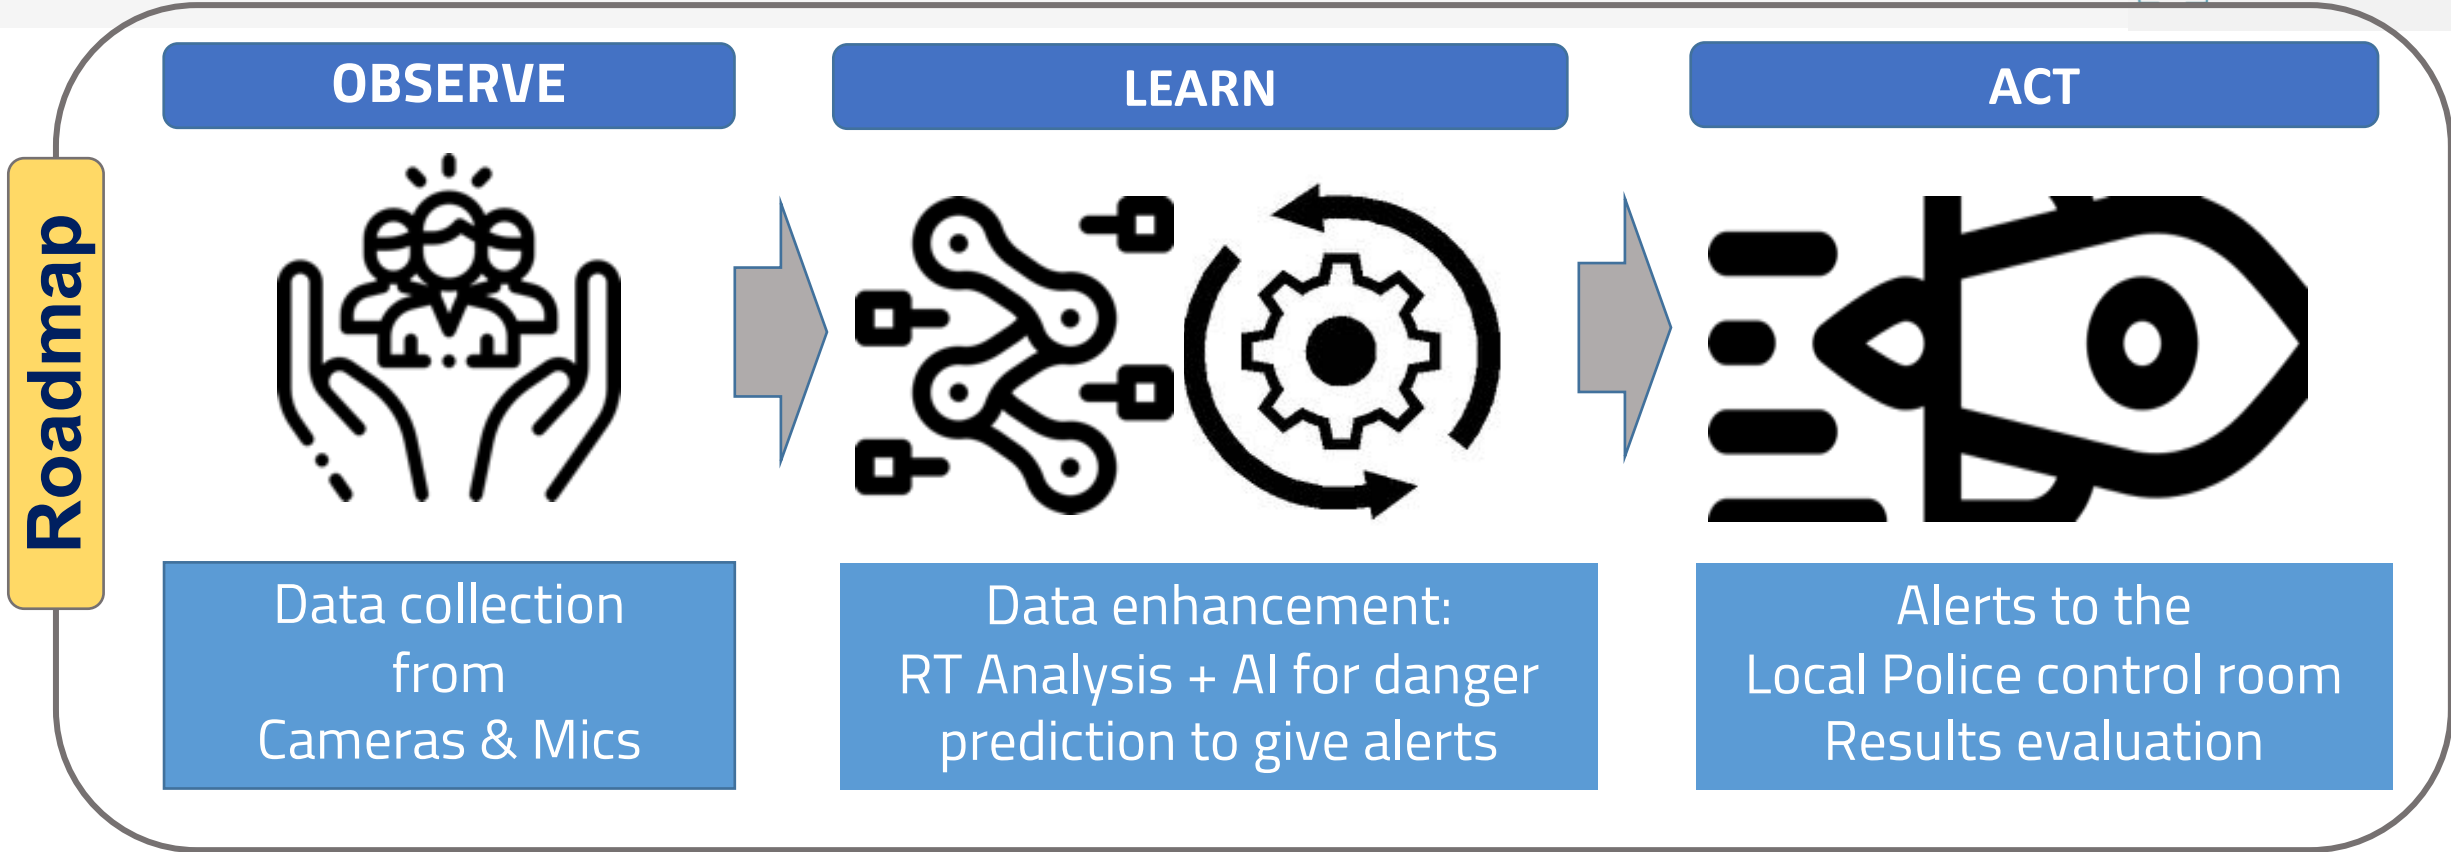 Roadmap
OBSERVE
LEARN
ACT
Data collection
from
Cameras & Mics
Data enhancement:
RT Analysis + AI for danger
prediction to give alerts
Alerts to the
Local Police control room
Results evaluation